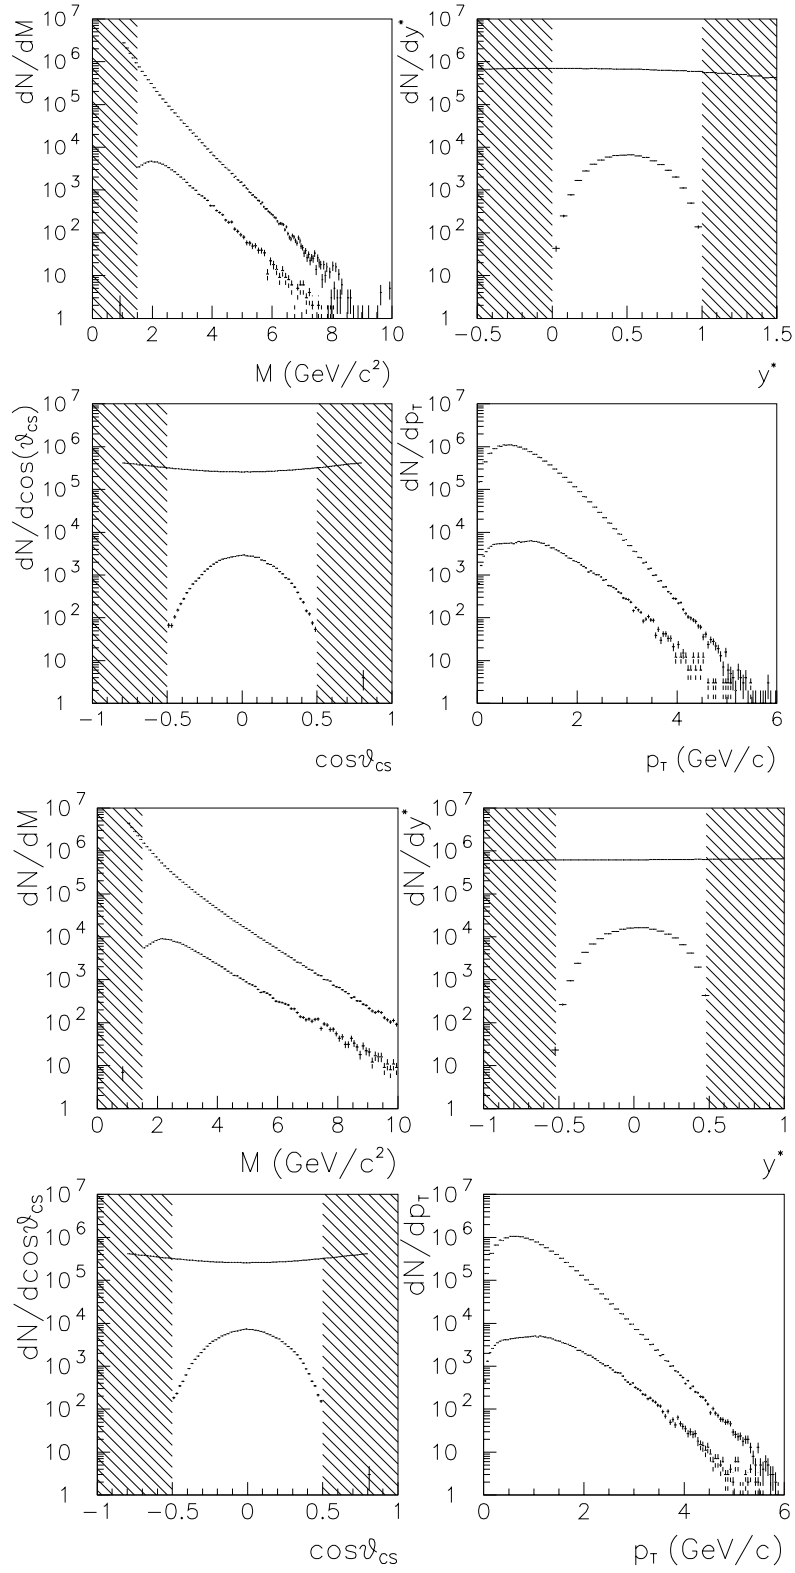 dN/dM
10^7
10^6
10^5
10^4
10^3
10^2
10
1
0 2 4 6 8 10
M (GeV/c^2)
dN/dy^*
10^7
10^6
10^5
10^4
10^3
10^2
10
1
-0.5 0 0.5 1 1.5
y^*
dN/dcos(ϑ_CS)
10^7
10^6
10^5
10^4
10^3
10^2
10
1
-1 -0.5 0 0.5 1
cosϑ_CS
dN/dp_T
10^7
10^6
10^5
10^4
10^3
10^2
10
1
0 2 4 6
p_T (GeV/c)
dN/dM
10^7
10^6
10^5
10^4
10^3
10^2
10
1
0 2 4 6 8 10
M (GeV/c^2)
dN/dy^*
10^7
10^6
10^5
10^4
10^3
10^2
10
1
-1 -0.5 0 0.5 1
y^*
dN/dcosϑ_CS
10^7
10^6
10^5
10^4
10^3
10^2
10
1
-1 -0.5 0 0.5 1
cosϑ_CS
dN/dp_T
10^7
10^6
10^5
10^4
10^3
10^2
10
1
0 2 4 6
p_T (GeV/c)